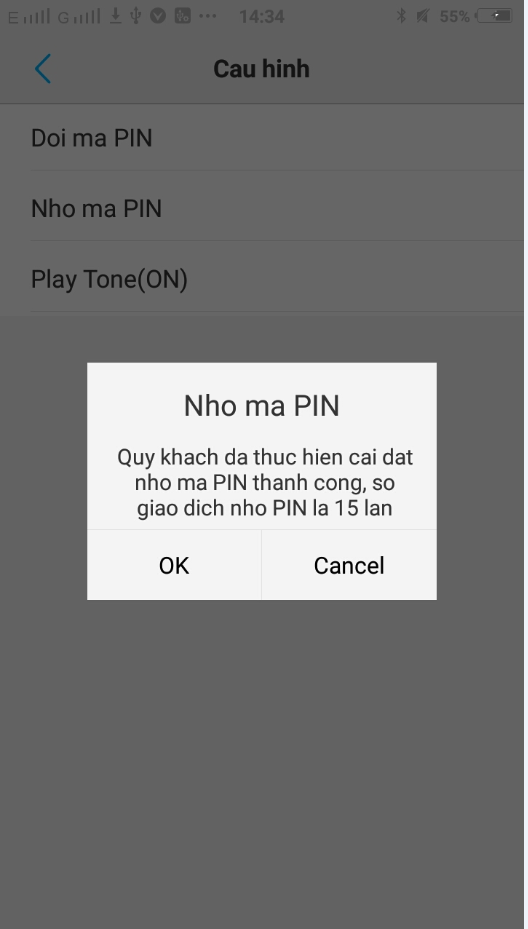 E G 14:34 55%
Cau hinh
Doi ma PIN
Nho ma PIN
Play Tone(ON)
Nho ma PIN
Quy khach da thuc hien cai dat
nho ma PIN thanh cong, so
giao dich nho PIN la 15 lan
OK Cancel